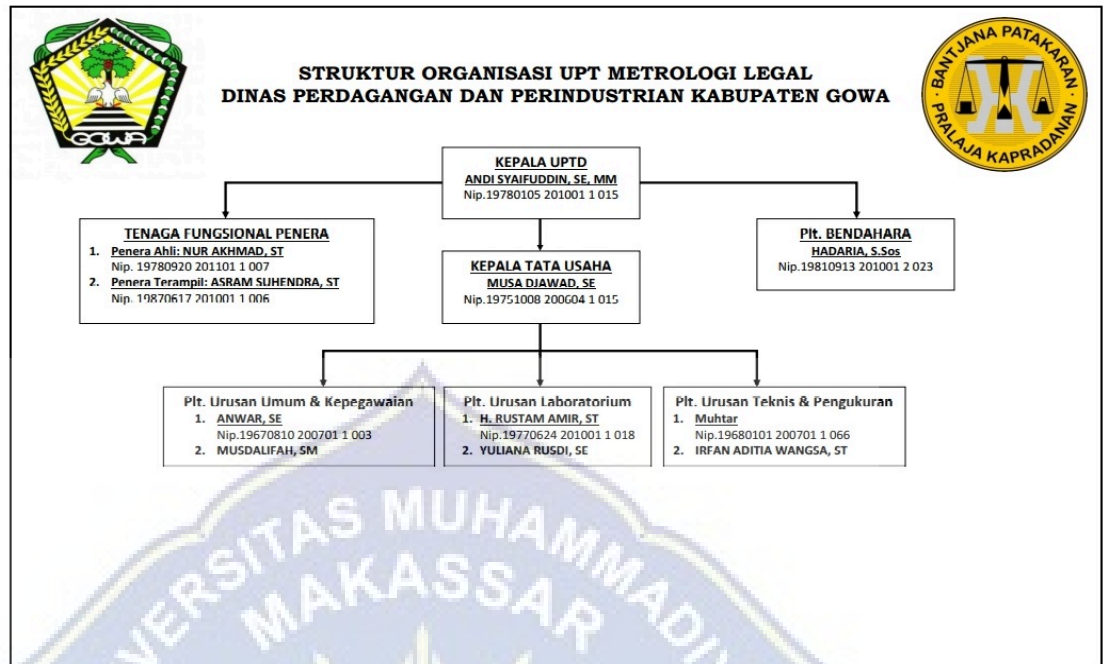 STRUKTUR ORGANISASI UPT METROLOGI LEGAL
DINAS PERDAGANGAN DAN PERINDUSTRIAN KABUPATEN GOWA
GOWA
BANTJANA PATAKARAN · PRALAJA KAPRADANAN ·
KEPALA UPTD
ANDI SYAIFUDDIN, SE, MM
Nip.19780105 201001 1 015
TENAGA FUNGSIONAL PENERA
1. Penera Ahli: NUR AKHMAD, ST
Nip. 19780920 201101 1 007
2. Penera Terampil: ASRAM SUHENDRA, ST
Nip. 19870617 201001 1 006
KEPALA TATA USAHA
MUSA DJAWAD, SE
Nip.19751008 200604 1 015
Plt. BENDAHARA
HADARIA, S.Sos
Nip.19810913 201001 2 023
Plt. Urusan Umum & Kepegawaian
1. ANWAR, SE
Nip.19670810 200701 1 003
2. MUSDALIFAH, SM
Plt. Urusan Laboratorium
1. H. RUSTAM AMIR, ST
Nip.19770624 201001 1 018
2. YULIANA RUSDI, SE
Plt. Urusan Teknis & Pengukuran
1. Muhtar
Nip.19680101 200701 1 066
2. IRFAN ADITIA WANGSA, ST
MAKASSAR